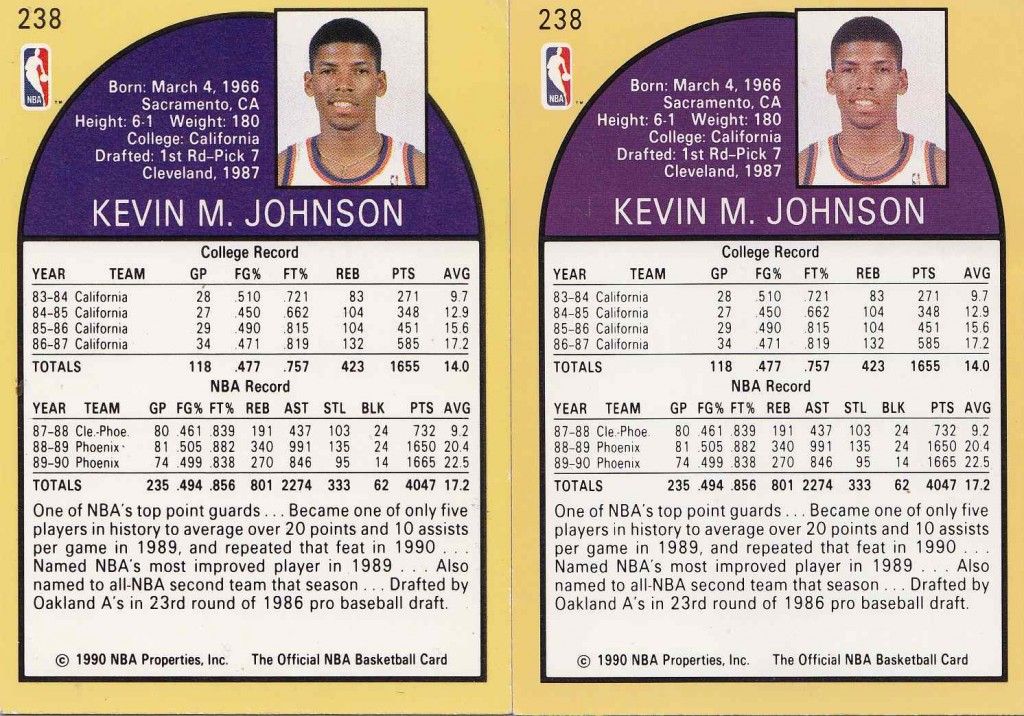 238
NBA
Born: March 4, 1966
Sacramento, CA
Height: 6-1 Weight: 180
College: California
Drafted: 1st Rd–Pick 7
Cleveland, 1987
KEVIN M. JOHNSON
College Record
YEAR TEAM GP FG% FT% REB PTS AVG
83–84 California 28 .510 .721 83 271 9.7
84–85 California 27 .450 .662 104 348 12.9
85–86 California 29 .490 .815 104 451 15.6
86–87 California 34 .471 .819 132 585 17.2
TOTALS 118 .477 .757 423 1655 14.0
NBA Record
YEAR TEAM GP FG% FT% REB AST STL BLK PTS AVG
87–88 Cle.-Phoe. 80 .461 .839 191 437 103 24 732 9.2
88–89 Phoenix 81 .505 .882 340 991 135 24 1650 20.4
89–90 Phoenix 74 .499 .838 270 846 95 14 1665 22.5
TOTALS 235 .494 .856 801 2274 333 62 4047 17.2
One of NBA's top point guards . . . Became one of only five
players in history to average over 20 points and 10 assists
per game in 1989, and repeated that feat in 1990 . . .
Named NBA's most improved player in 1989 . . . Also
named to all-NBA second team that season . . . Drafted by
Oakland A's in 23rd round of 1986 pro baseball draft.
© 1990 NBA Properties, Inc. The Official NBA Basketball Card
238
NBA
Born: March 4, 1966
Sacramento, CA
Height: 6-1 Weight: 180
College: California
Drafted: 1st Rd–Pick 7
Cleveland, 1987
KEVIN M. JOHNSON
College Record
YEAR TEAM GP FG% FT% REB PTS AVG
83–84 California 28 .510 .721 83 271 9.7
84–85 California 27 .450 .662 104 348 12.9
85–86 California 29 .490 .815 104 451 15.6
86–87 California 34 .471 .819 132 585 17.2
TOTALS 118 .477 .757 423 1655 14.0
NBA Record
YEAR TEAM GP FG% FT% REB AST STL BLK PTS AVG
87–88 Cle.-Phoe. 80 .461 .839 191 437 103 24 732 9.2
88–89 Phoenix 81 .505 .882 340 991 135 24 1650 20.4
89–90 Phoenix 74 .499 .838 270 846 95 14 1665 22.5
TOTALS 235 .494 .856 801 2274 333 62 4047 17.2
One of NBA's top point guards . . . Became one of only five
players in history to average over 20 points and 10 assists
per game in 1989, and repeated that feat in 1990 . . .
Named NBA's most improved player in 1989 . . . Also
named to all-NBA second team that season . . . Drafted by
Oakland A's in 23rd round of 1986 pro baseball draft.
© 1990 NBA Properties, Inc. The Official NBA Basketball Card